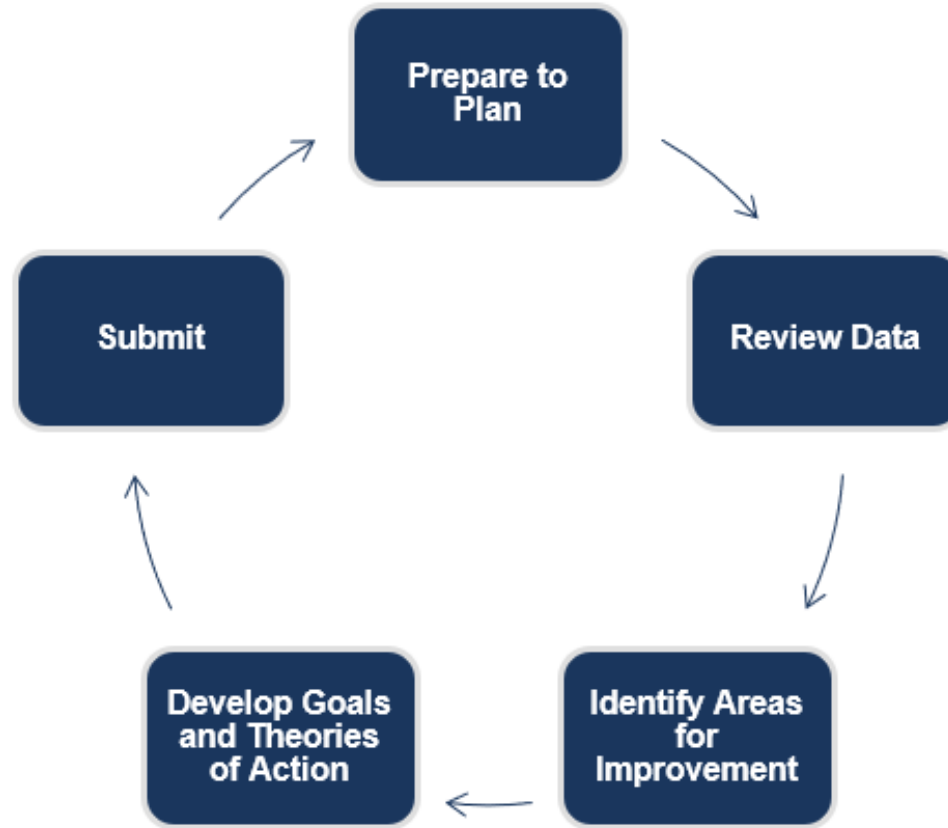 Prepare to
Plan
Review Data
Identify Areas
for
Improvement
Develop Goals
and Theories
of Action
Submit